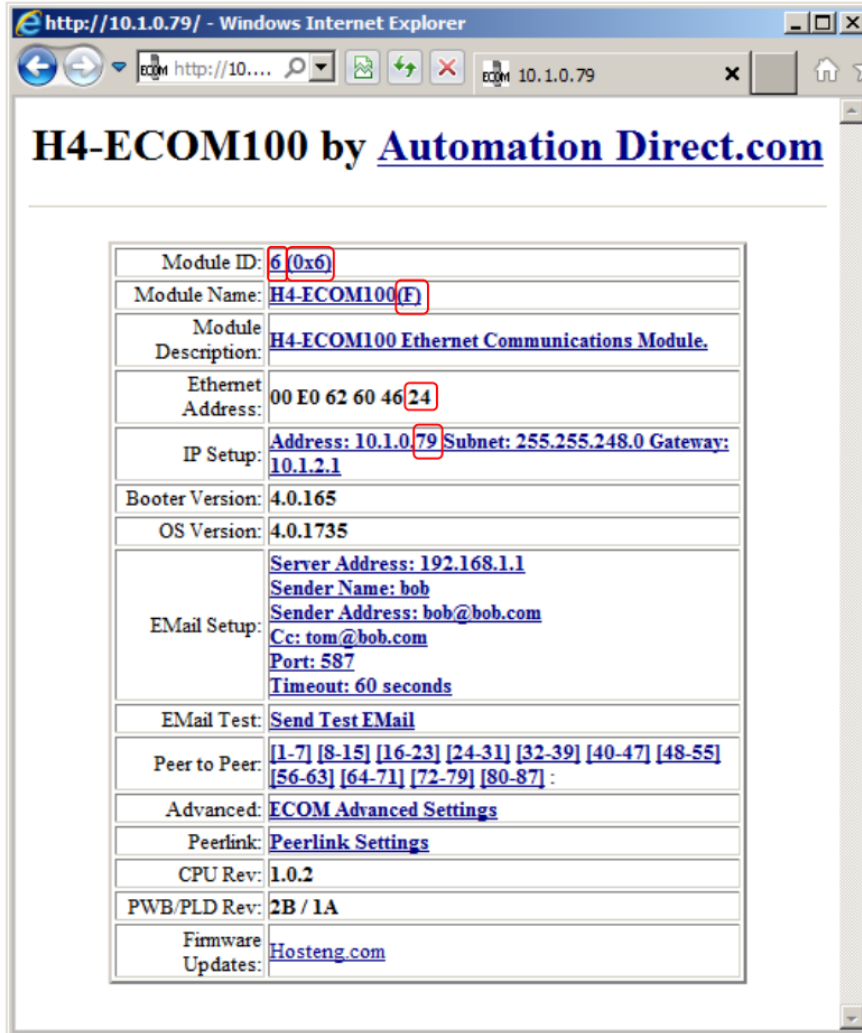 http://10.1.0.79/ - Windows Internet Explorer
ECOM http://10.... ECOM 10.1.0.79
H4-ECOM100 by Automation Direct.com
Module ID: 6 (0x6)
Module Name: H4-ECOM100(F)
Module
Description: H4-ECOM100 Ethernet Communications Module.
Ethernet
Address: 00 E0 62 60 46 24
IP Setup: Address: 10.1.0.79 Subnet: 255.255.248.0 Gateway:
10.1.2.1
Booter Version: 4.0.165
OS Version: 4.0.1735
EMail Setup: Server Address: 192.168.1.1
Sender Name: bob
Sender Address: bob@bob.com
Cc: tom@bob.com
Port: 587
Timeout: 60 seconds
EMail Test: Send Test EMail
Peer to Peer: [1-7] [8-15] [16-23] [24-31] [32-39] [40-47] [48-55]
[56-63] [64-71] [72-79] [80-87] :
Advanced: ECOM Advanced Settings
Peerlink: Peerlink Settings
CPU Rev: 1.0.2
PWB/PLD Rev: 2B / 1A
Firmware
Updates: Hosteng.com